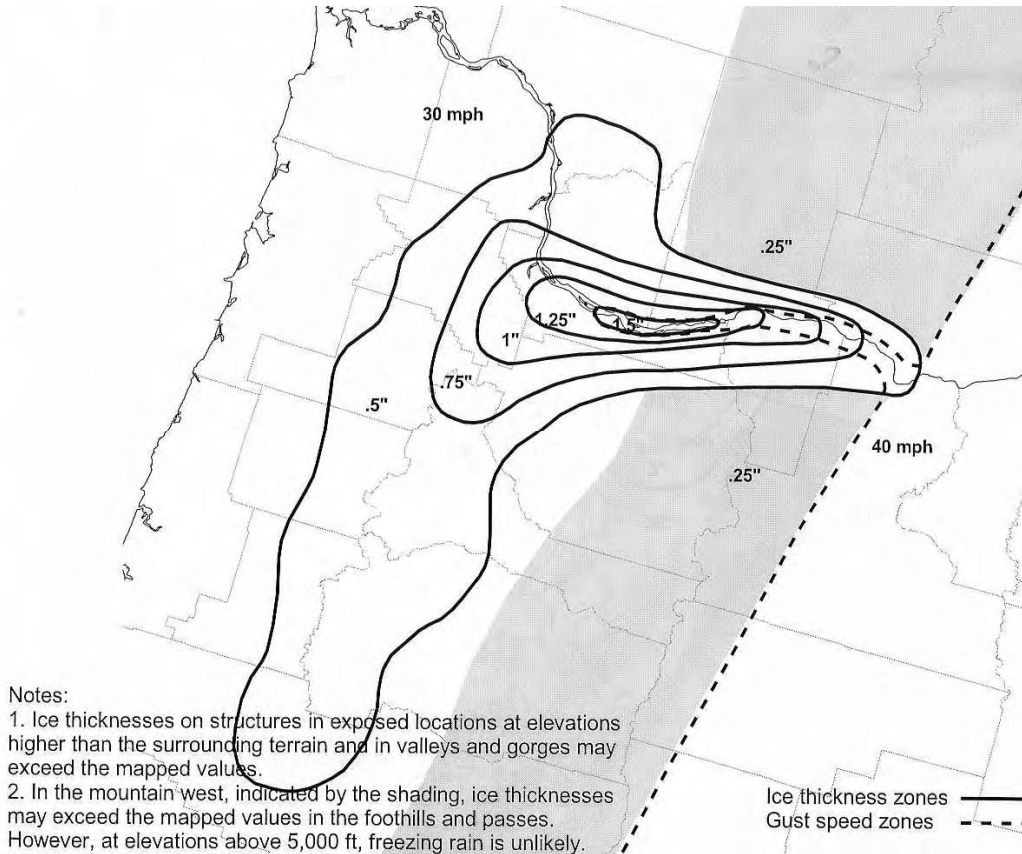 30 mph
.25"
1.25"
1.5"
1"
.75"
.5"
40 mph
.25"
Notes:
1. Ice thicknesses on structures in exposed locations at elevations
higher than the surrounding terrain and in valleys and gorges may
exceed the mapped values.
2. In the mountain west, indicated by the shading, ice thicknesses
may exceed the mapped values in the foothills and passes.
However, at elevations above 5,000 ft, freezing rain is unlikely.
Ice thickness zones
Gust speed zones